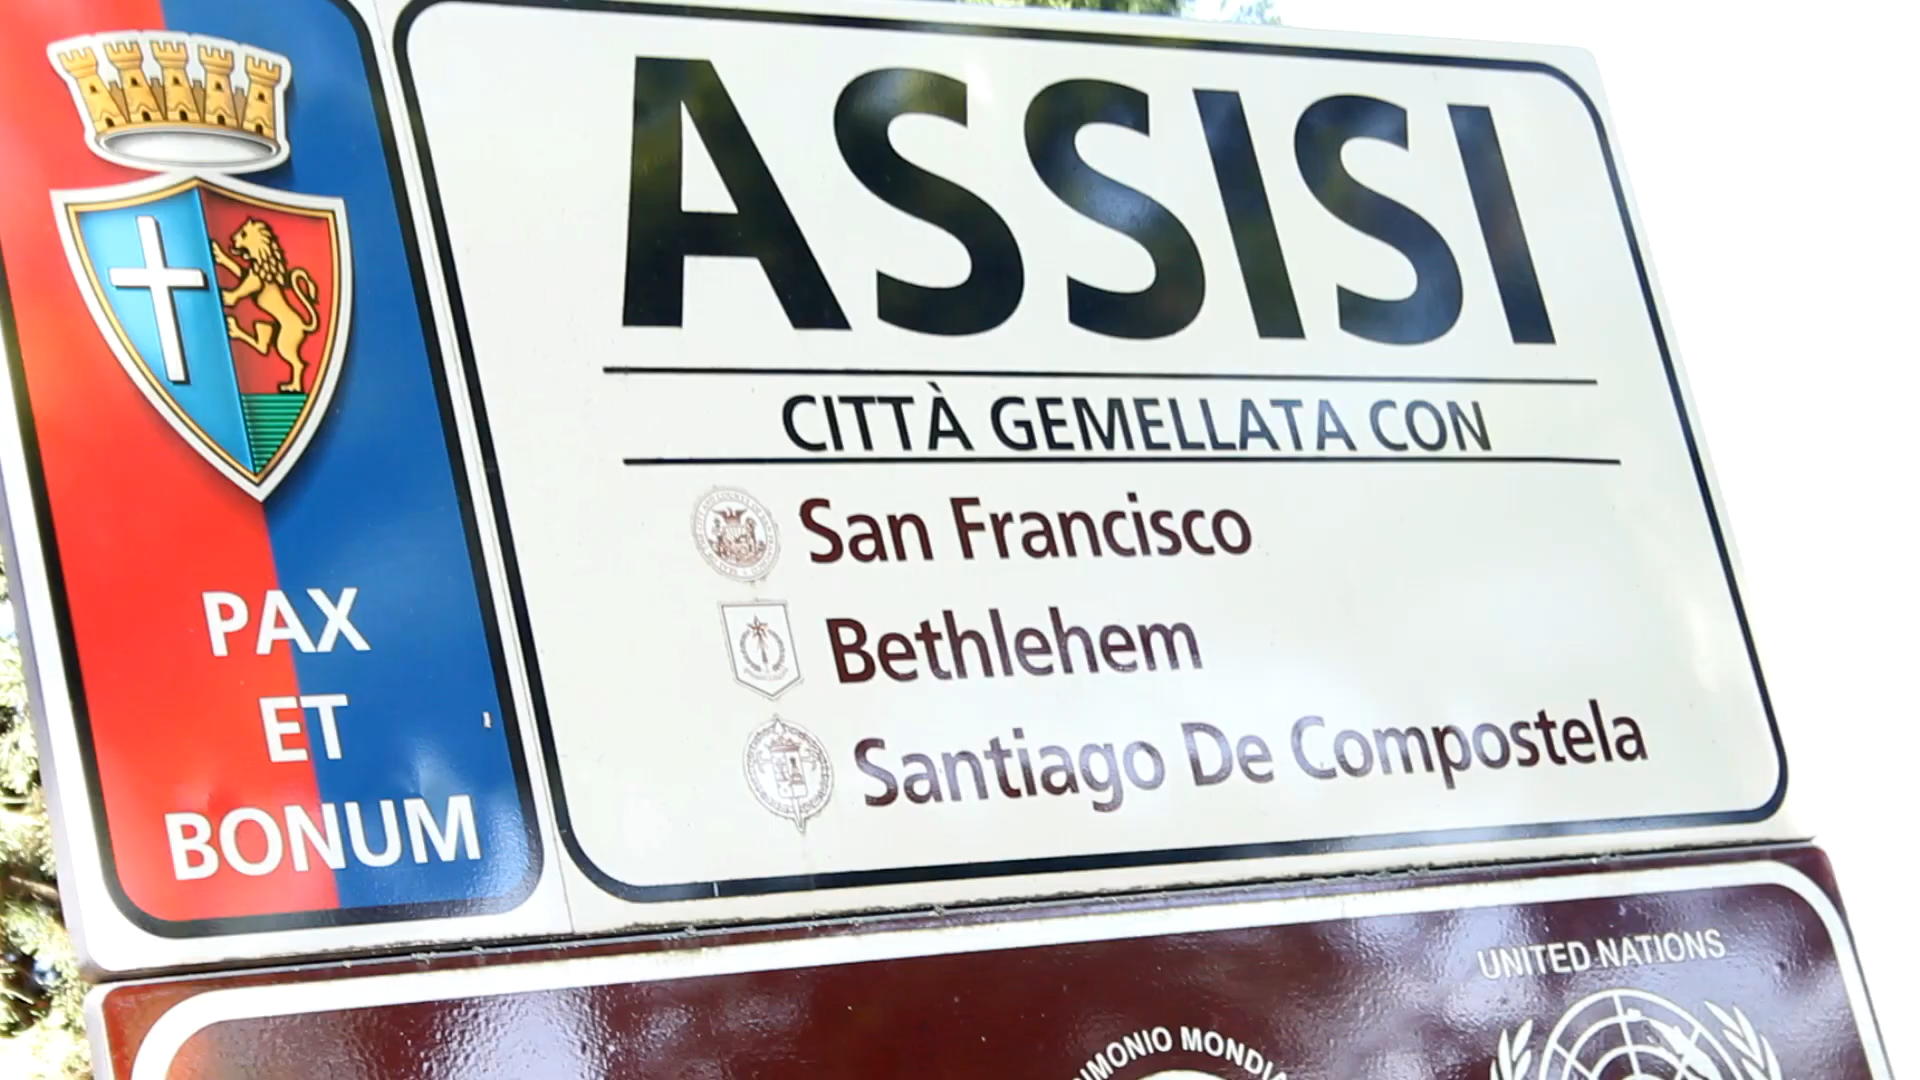 ASSISI
CITTÀ GEMELLATA CON
San Francisco
Bethlehem
Santiago De Compostela
PAX
ET
BONUM
UNITED NATIONS